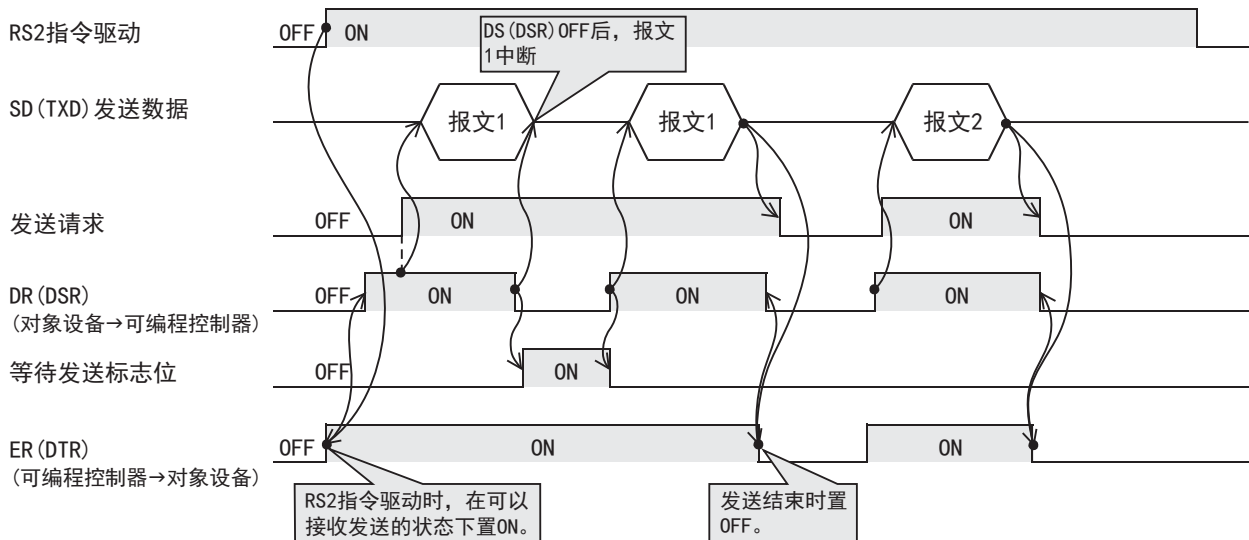 RS2指令驱动
OFF
ON
DS(DSR)OFF后，报文
1中断
SD(TXD)发送数据
报文1
报文1
报文2
发送请求
OFF
ON
ON
DR(DSR)
(对象设备→可编程控制器)
OFF
ON
ON
ON
等待发送标志位
OFF
ON
ER(DTR)
(可编程控制器→对象设备)
OFF
ON
ON
RS2指令驱动时，在可以
接收发送的状态下置ON。
发送结束时置
OFF。